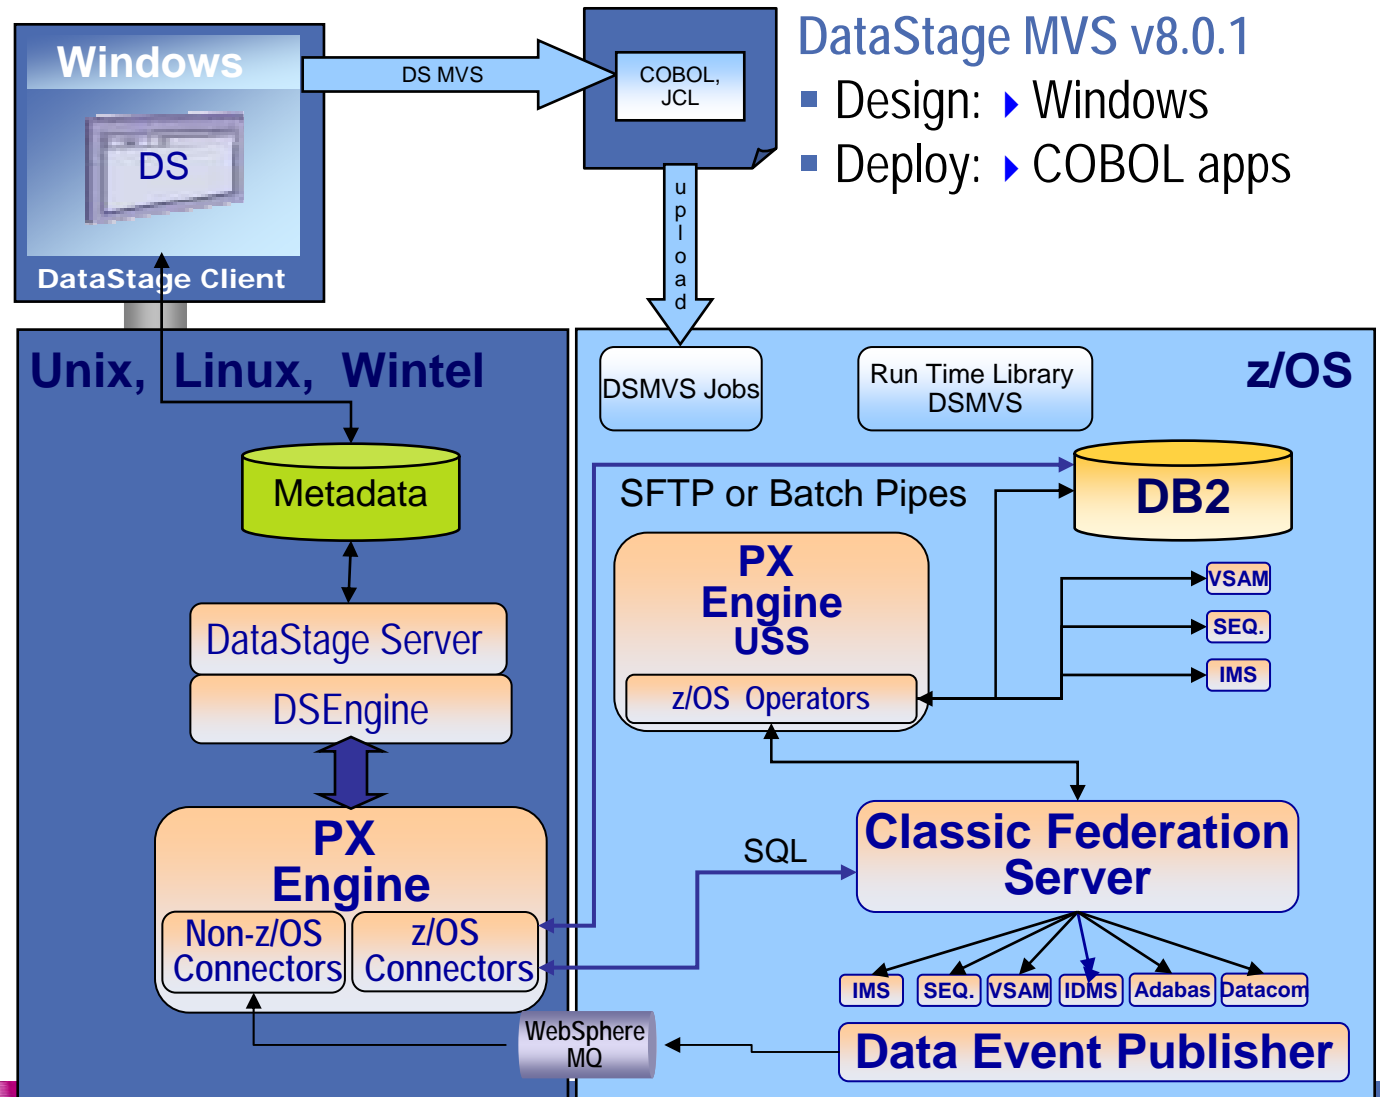 DataStage MVS v8.0.1
Design: Windows
Deploy: COBOL apps
Windows
DS
DataStage Client
DS MVS
COBOL,
JCL
upload
Unix, Linux, Wintel
Metadata
DataStage Server
DSEngine
PX
Engine
Non-z/OS
Connectors
z/OS
Connectors
z/OS
DSMVS Jobs
Run Time Library
DSMVS
SFTP or Batch Pipes
DB2
PX
Engine
USS
z/OS Operators
VSAM
SEQ.
IMS
SQL
Classic Federation
Server
IMS
SEQ.
VSAM
IDMS
Adabas
Datacom
WebSphere
MQ
Data Event Publisher